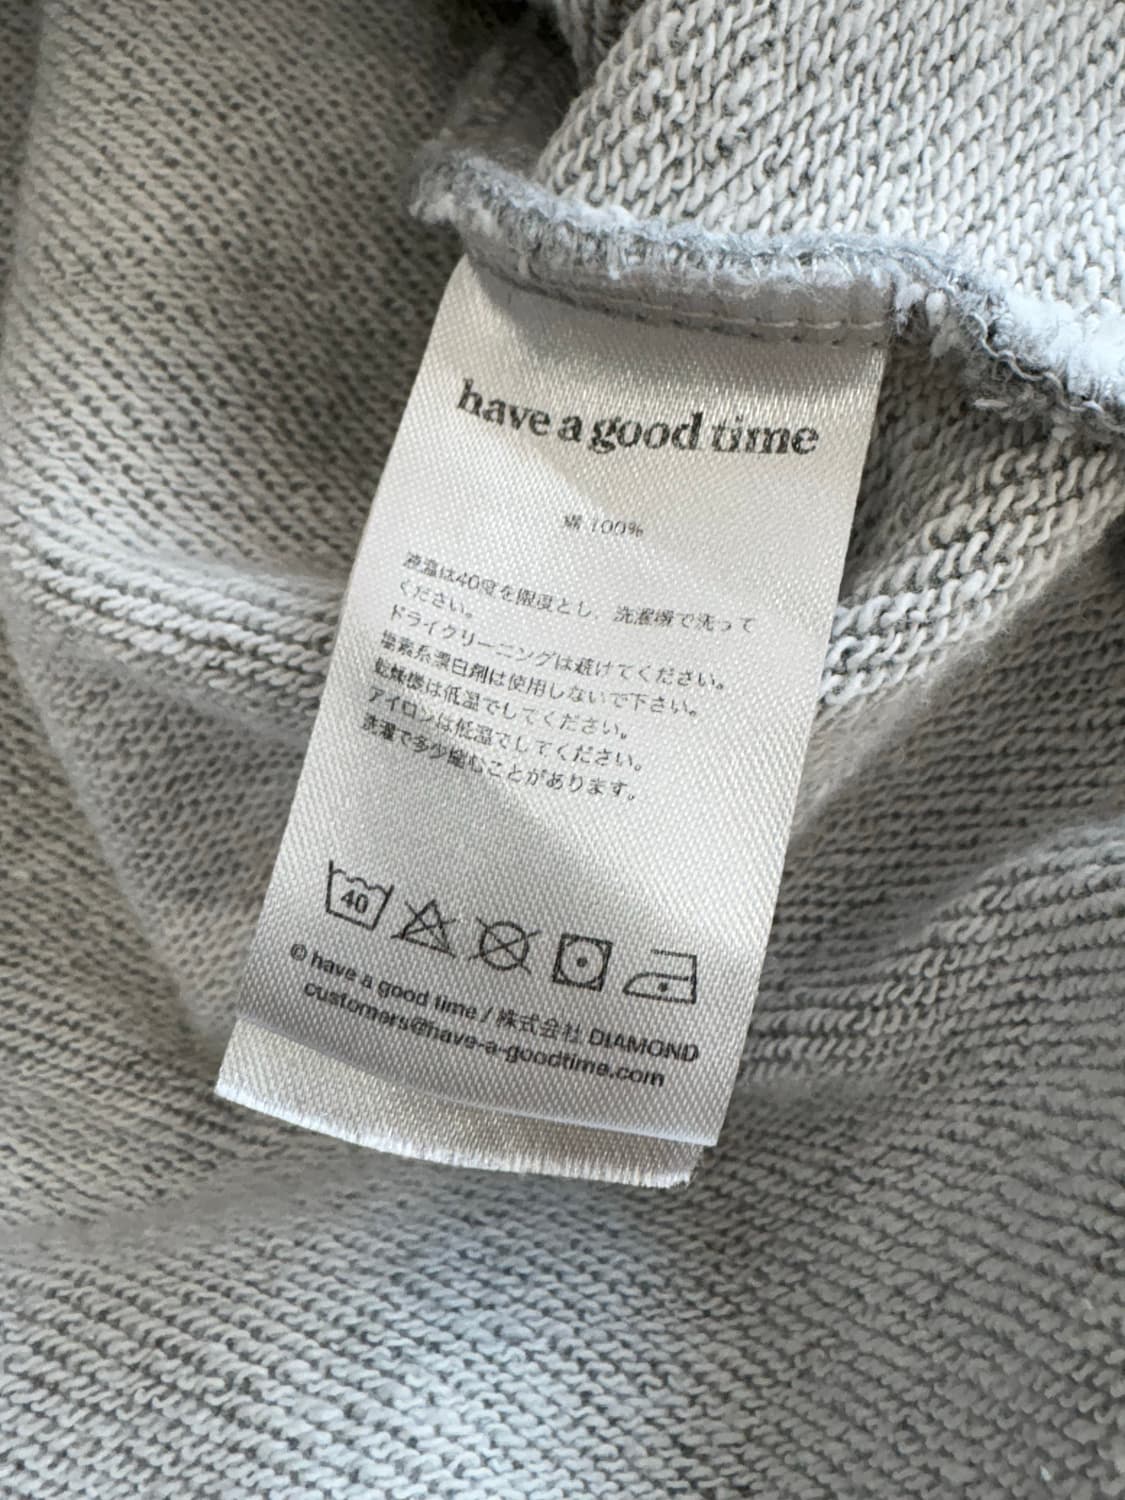 have a good time
綿 100%
液温は40度を限度とし、洗濯機で洗って
ください。
ドライクリーニングは避けてください。
塩素系漂白剤は使用しないで下さい。
乾燥機は低温でしてください。
アイロンは低温でしてください。
洗濯で多少縮むことがあります。
40
© have a good time / 株式会社 DIAMOND
customers@have-a-goodtime.com